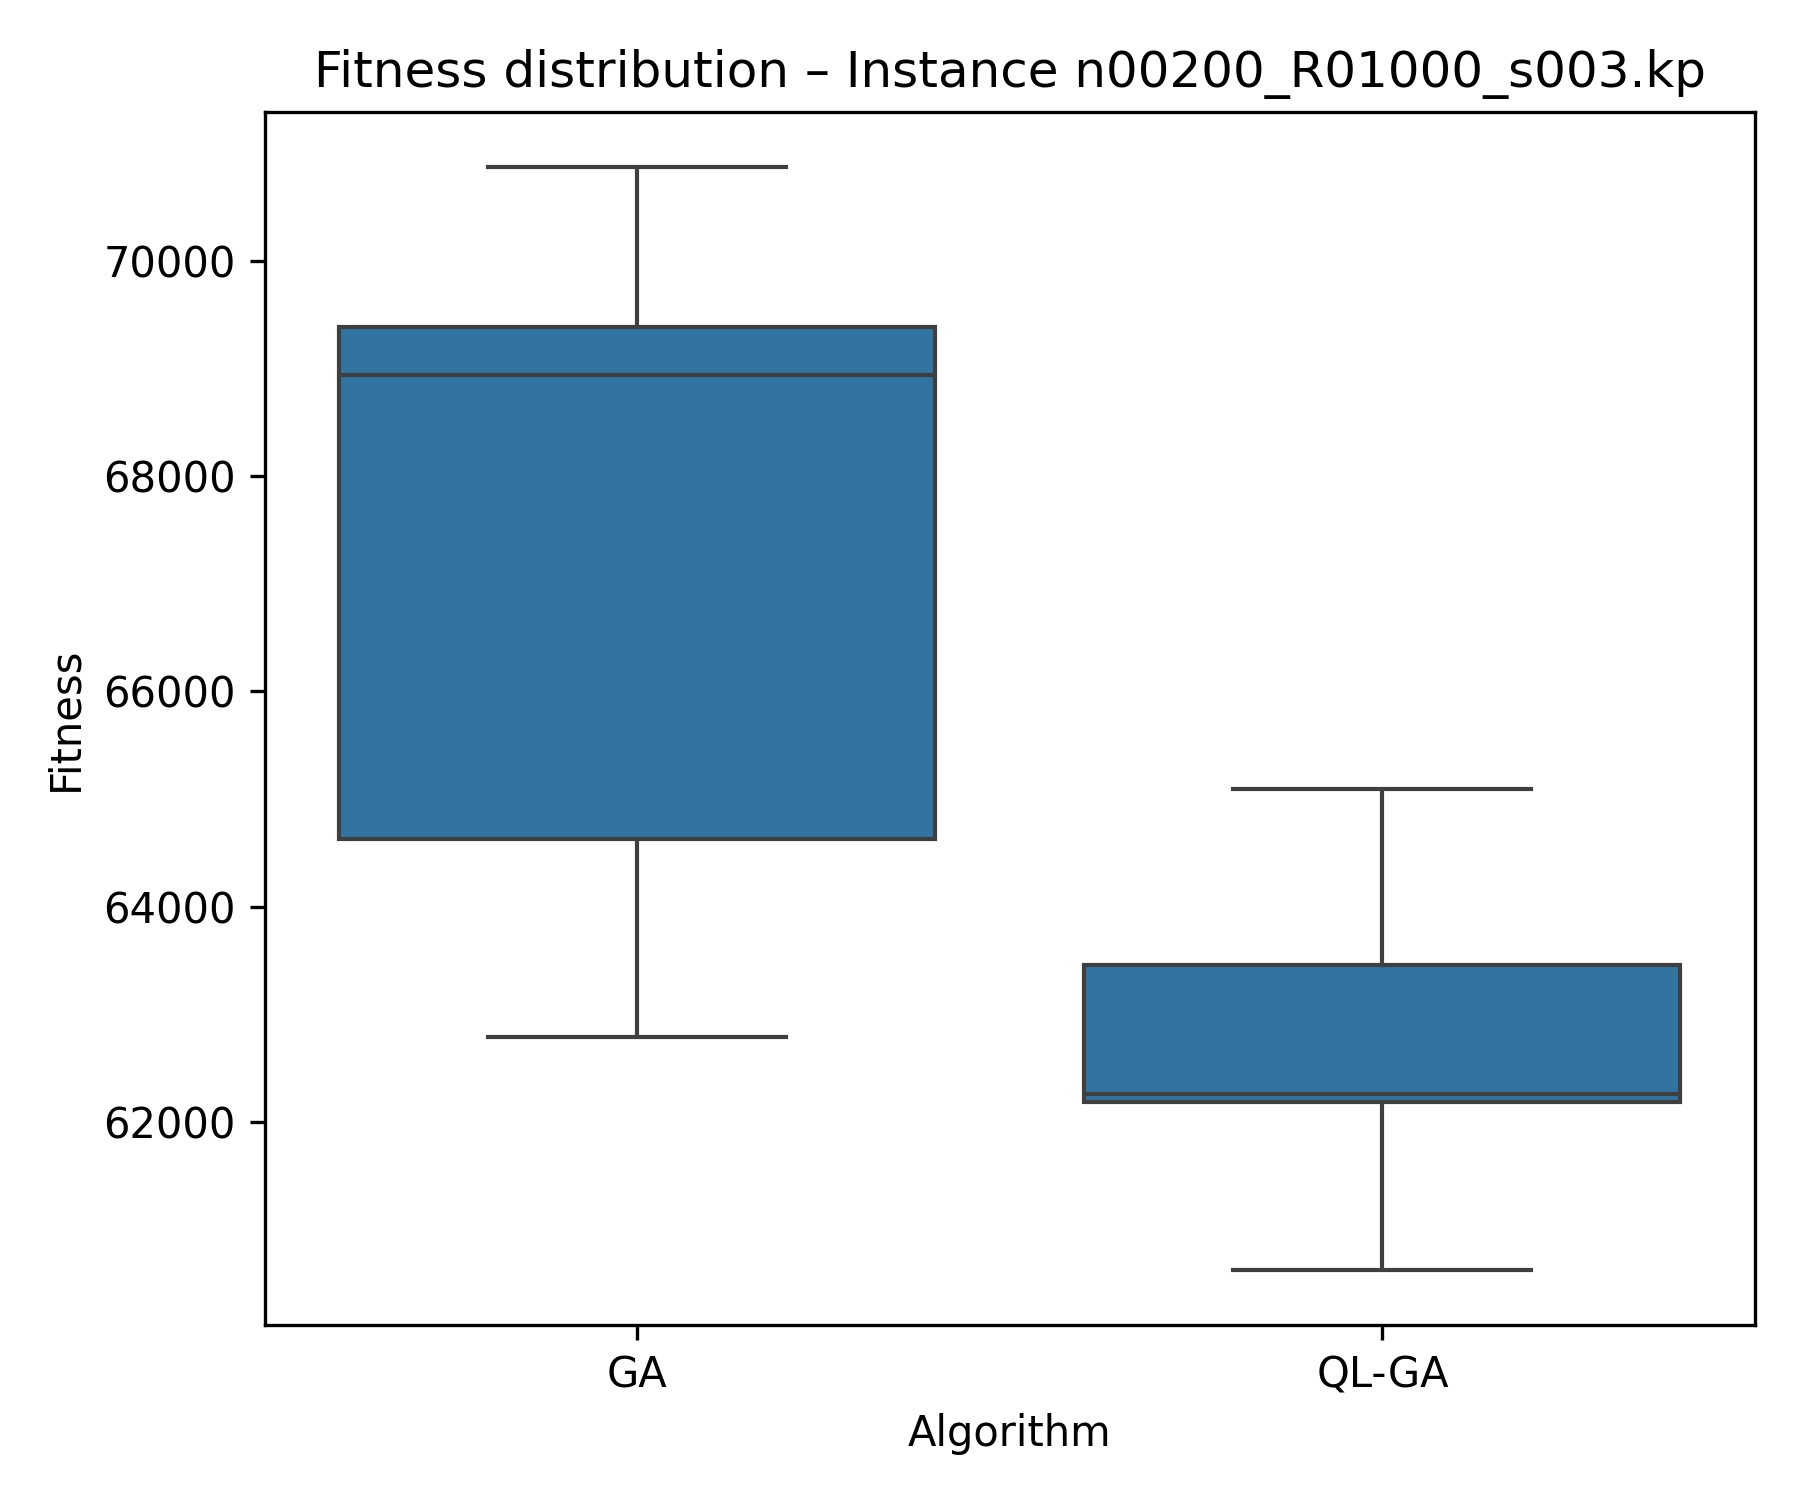 Fitness distribution – Instance n00200_R01000_s003.kp
70000
68000
66000
64000
62000
Fitness
GA
QL-GA
Algorithm